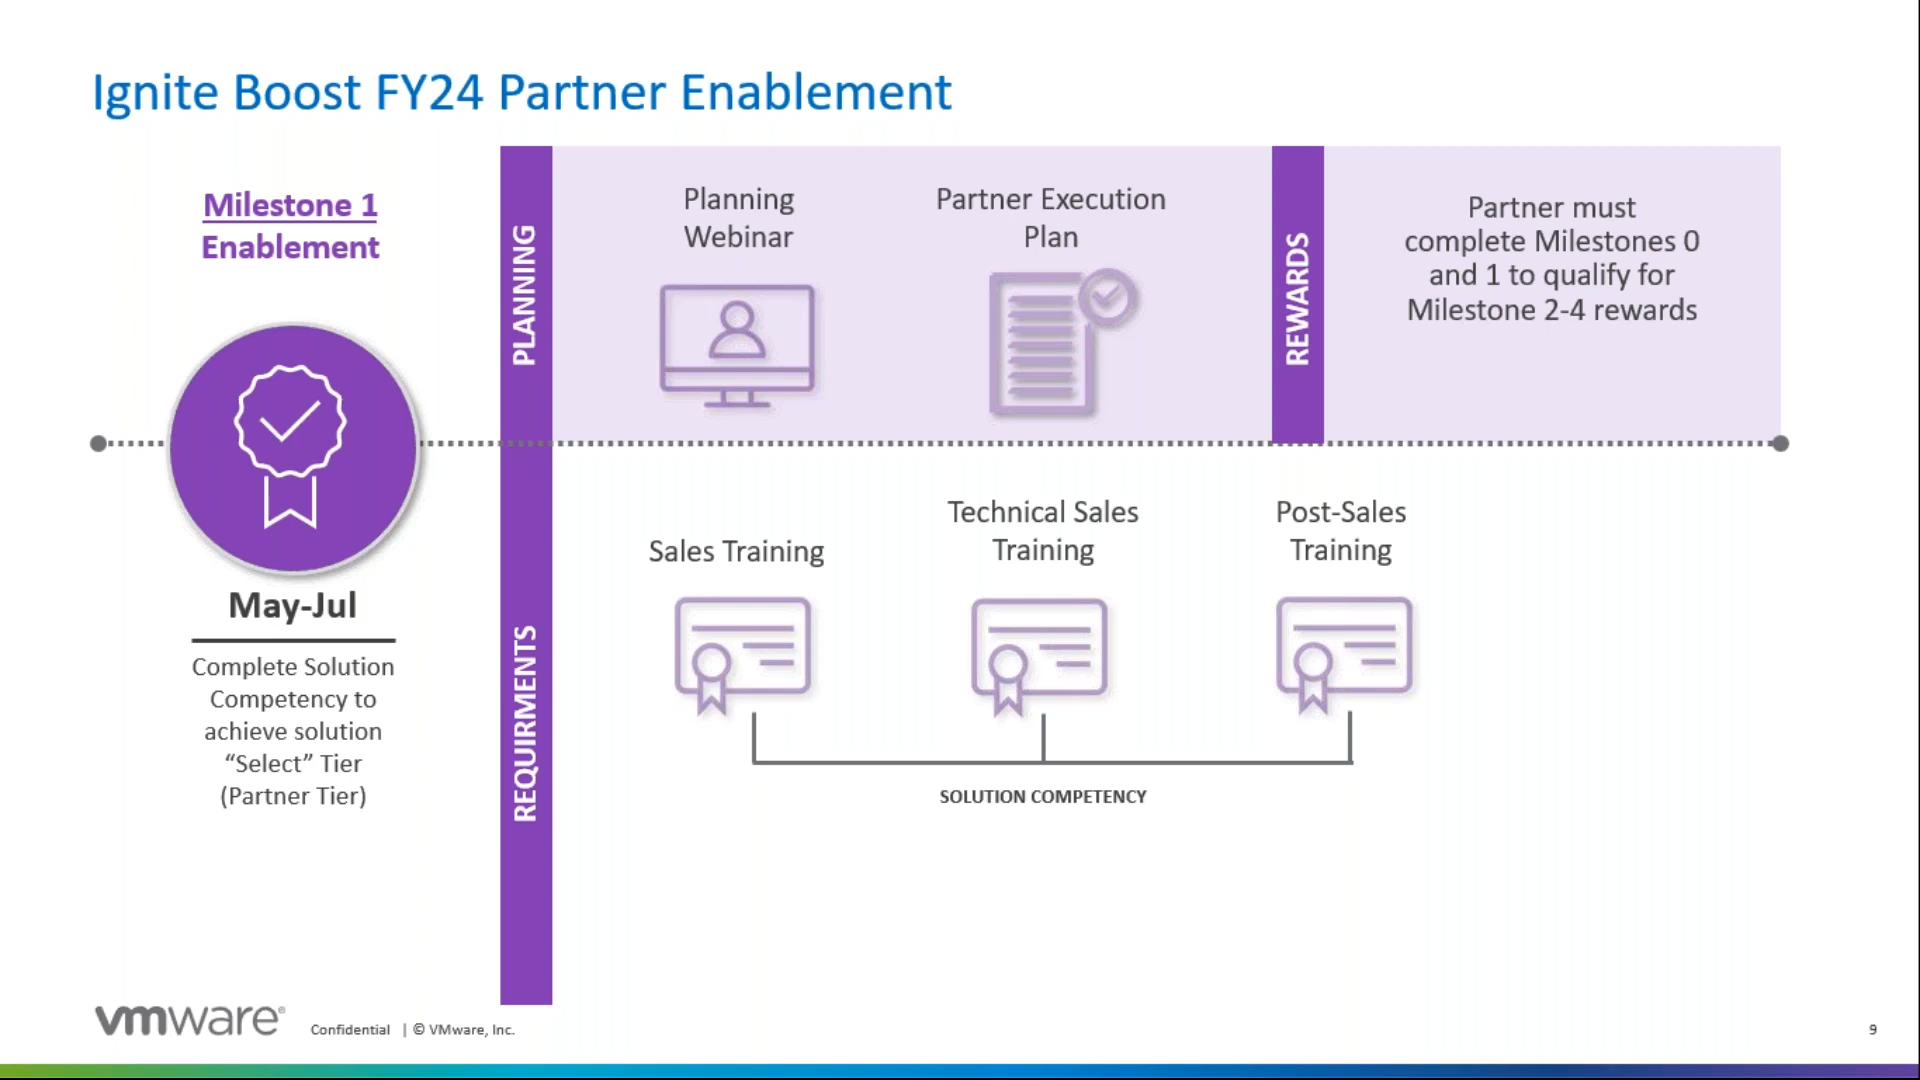 Ignite Boost FY24 Partner Enablement
Milestone 1
Enablement
May-Jul
Complete Solution
Competency to
achieve solution
“Select” Tier
(Partner Tier)
PLANNING
Planning
Webinar
Partner Execution
Plan
REWARDS
Partner must
complete Milestones 0
and 1 to qualify for
Milestone 2-4 rewards
REQUIRMENTS
Sales Training
Technical Sales
Training
Post-Sales
Training
SOLUTION COMPETENCY
vmware®
Confidential | © VMware, Inc.
9